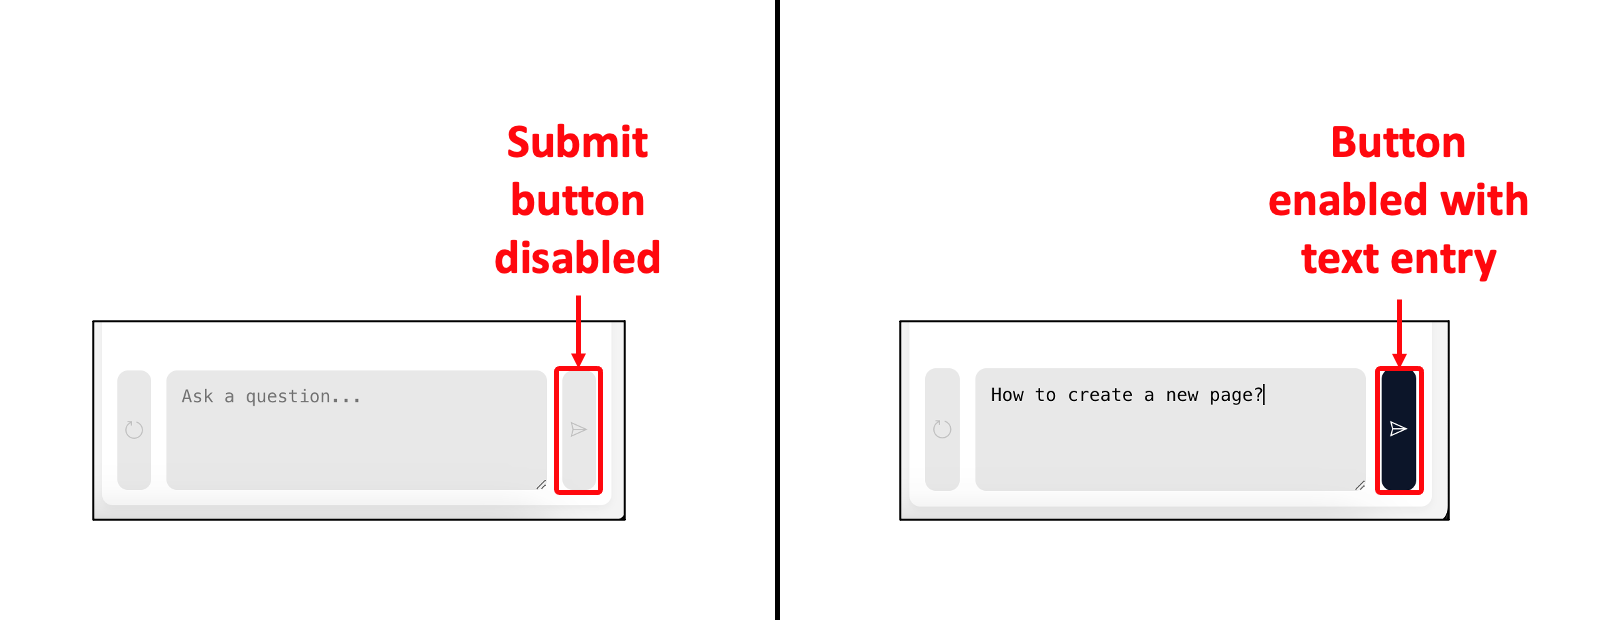 Submit
button
disabled
Ask a question...
Button
enabled with
text entry
How to create a new page?